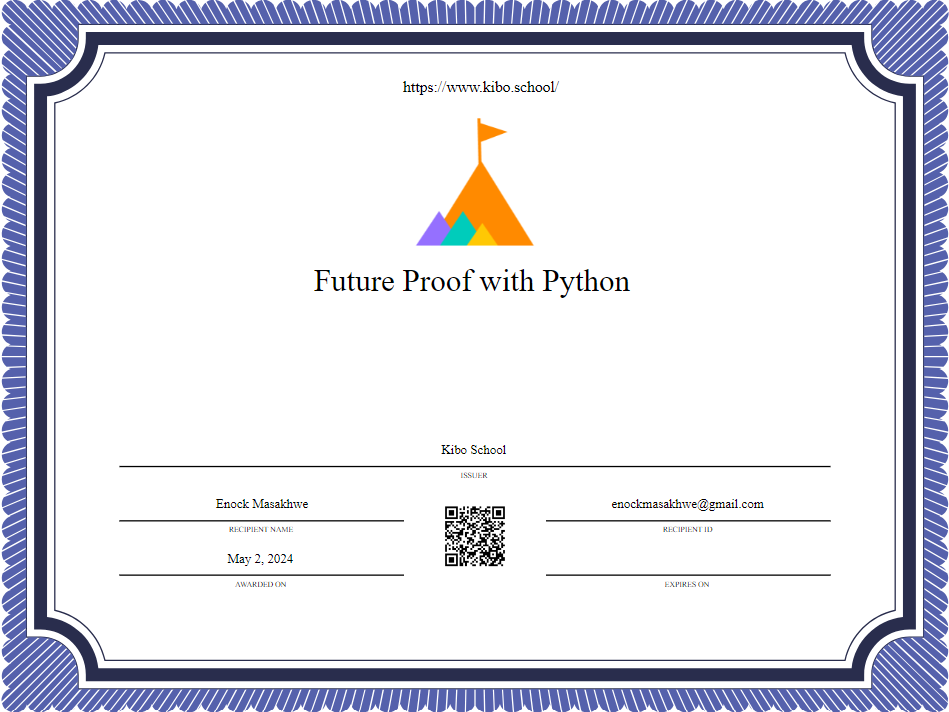 https://www.kibo.school/
Future Proof with Python
Kibo School
ISSUER
Enock Masakhwe
enockmasakhwe@gmail.com
RECIPIENT NAME
RECIPIENT ID
May 2, 2024
AWARDED ON
EXPIRES ON